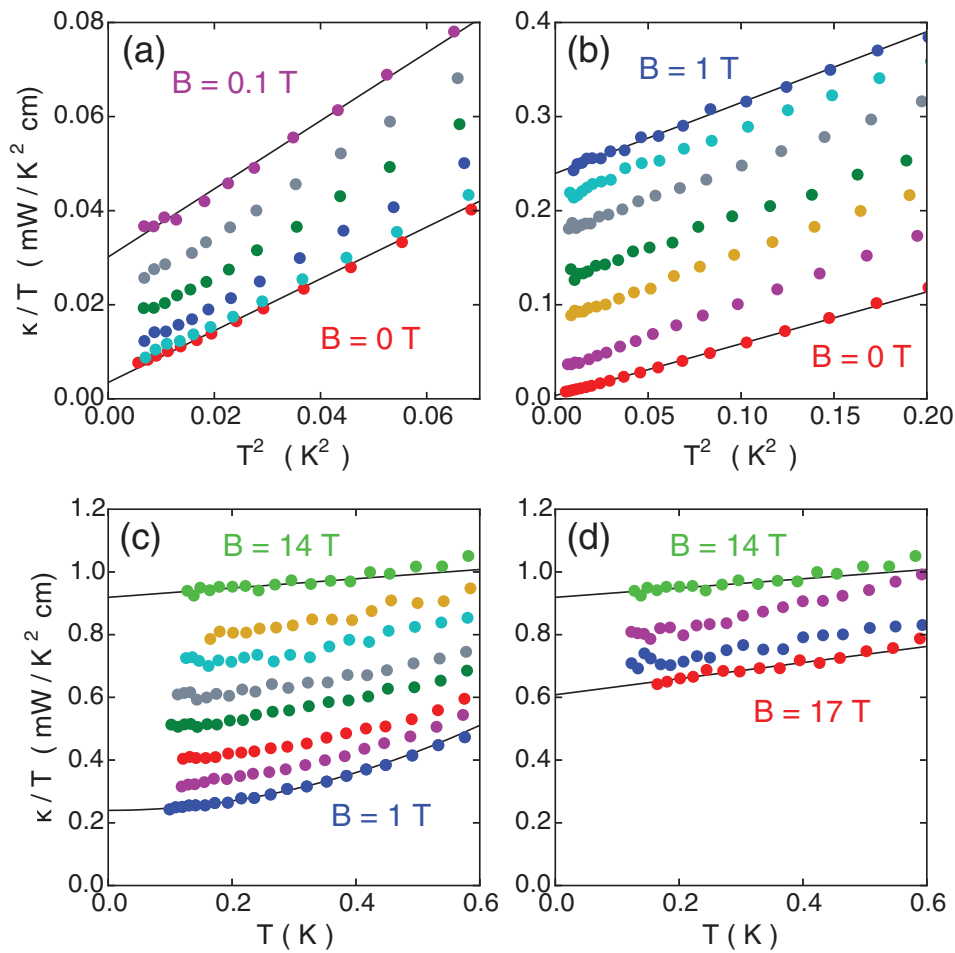 (a)
B = 0.1 T
B = 0 T
0.08
0.06
0.04
0.02
0.00
0.00 0.02 0.04 0.06
T² ( K² )
κ / T ( mW / K² cm)
(b)
B = 1 T
B = 0 T
0.4
0.3
0.2
0.1
0.0
0.00 0.05 0.10 0.15 0.20
T² ( K² )
(c)
B = 14 T
B = 1 T
1.2
1.0
0.8
0.6
0.4
0.2
0.0
0.0 0.2 0.4 0.6
T ( K )
κ / T ( mW / K² cm)
(d)
B = 14 T
B = 17 T
1.2
1.0
0.8
0.6
0.4
0.2
0.0
0.0 0.2 0.4 0.6
T ( K )